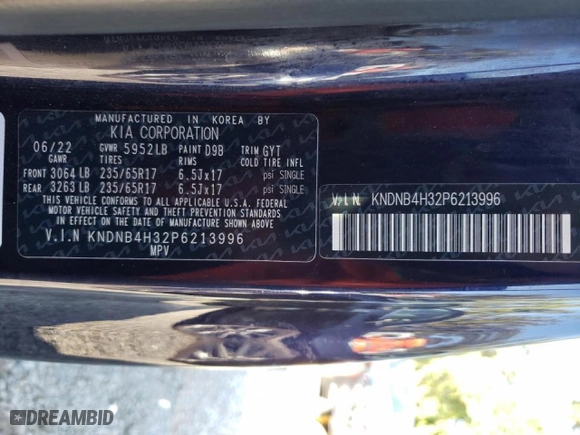 MANUFACTURED IN KOREA BY
KIA CORPORATION
06/22 GVWR 5952LB PAINT D9B TRIM GYT
GAWR TIRES RIMS COLD TIRE INFL
FRONT 3064 LB 235/65R17 6.5Jx17 psi SINGLE
REAR 3263 LB 235/65R17 6.5Jx17 psi SINGLE
THIS VEHICLE CONFORMS TO ALL APPLICABLE U.S.A. FEDERAL
MOTOR VEHICLE SAFETY AND THEFT PREVENTION STANDARDS
IN EFFECT ON THE DATE OF MANUFACTURE SHOWN ABOVE
V.I.N KNDNB4H32P6213996
MPV
V.I.N KNDNB4H32P6213996
DREAMBID